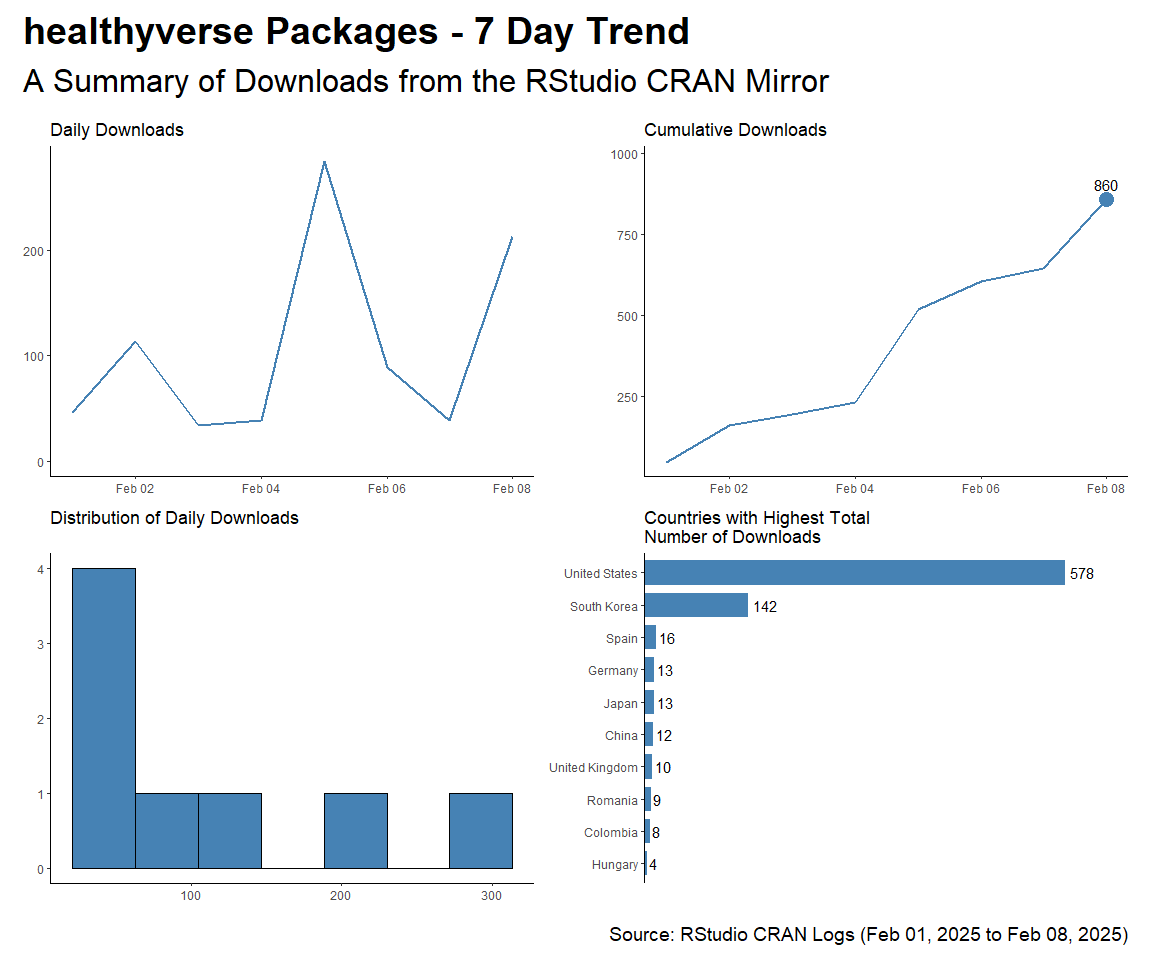 healthyverse Packages - 7 Day Trend
A Summary of Downloads from the RStudio CRAN Mirror
Daily Downloads
200
100
0
Feb 02 Feb 04 Feb 06 Feb 08
Cumulative Downloads
1000
750
500
250
860
Feb 02 Feb 04 Feb 06 Feb 08
Distribution of Daily Downloads
4
3
2
1
0
100 200 300
Countries with Highest Total
Number of Downloads
United States 578
South Korea 142
Spain 16
Germany 13
Japan 13
China 12
United Kingdom 10
Romania 9
Colombia 8
Hungary 4
Source: RStudio CRAN Logs (Feb 01, 2025 to Feb 08, 2025)